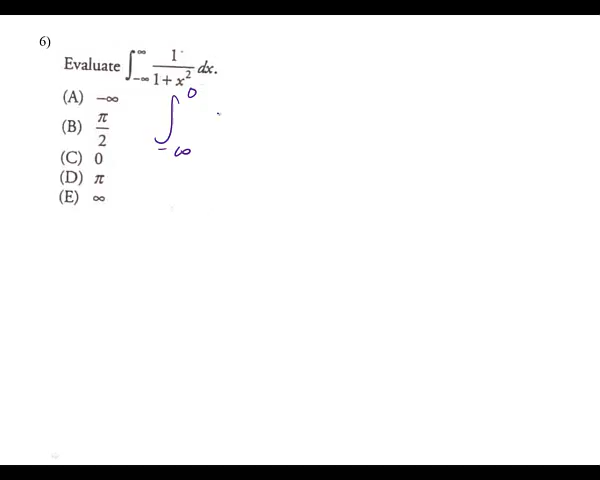 6)
Evaluate ∫_{-∞}^{∞} 1/(1 + x²) dx.
(A) -∞
∫_{-∞}^{0}
(B) π/2
(C) 0
(D) π
(E) ∞